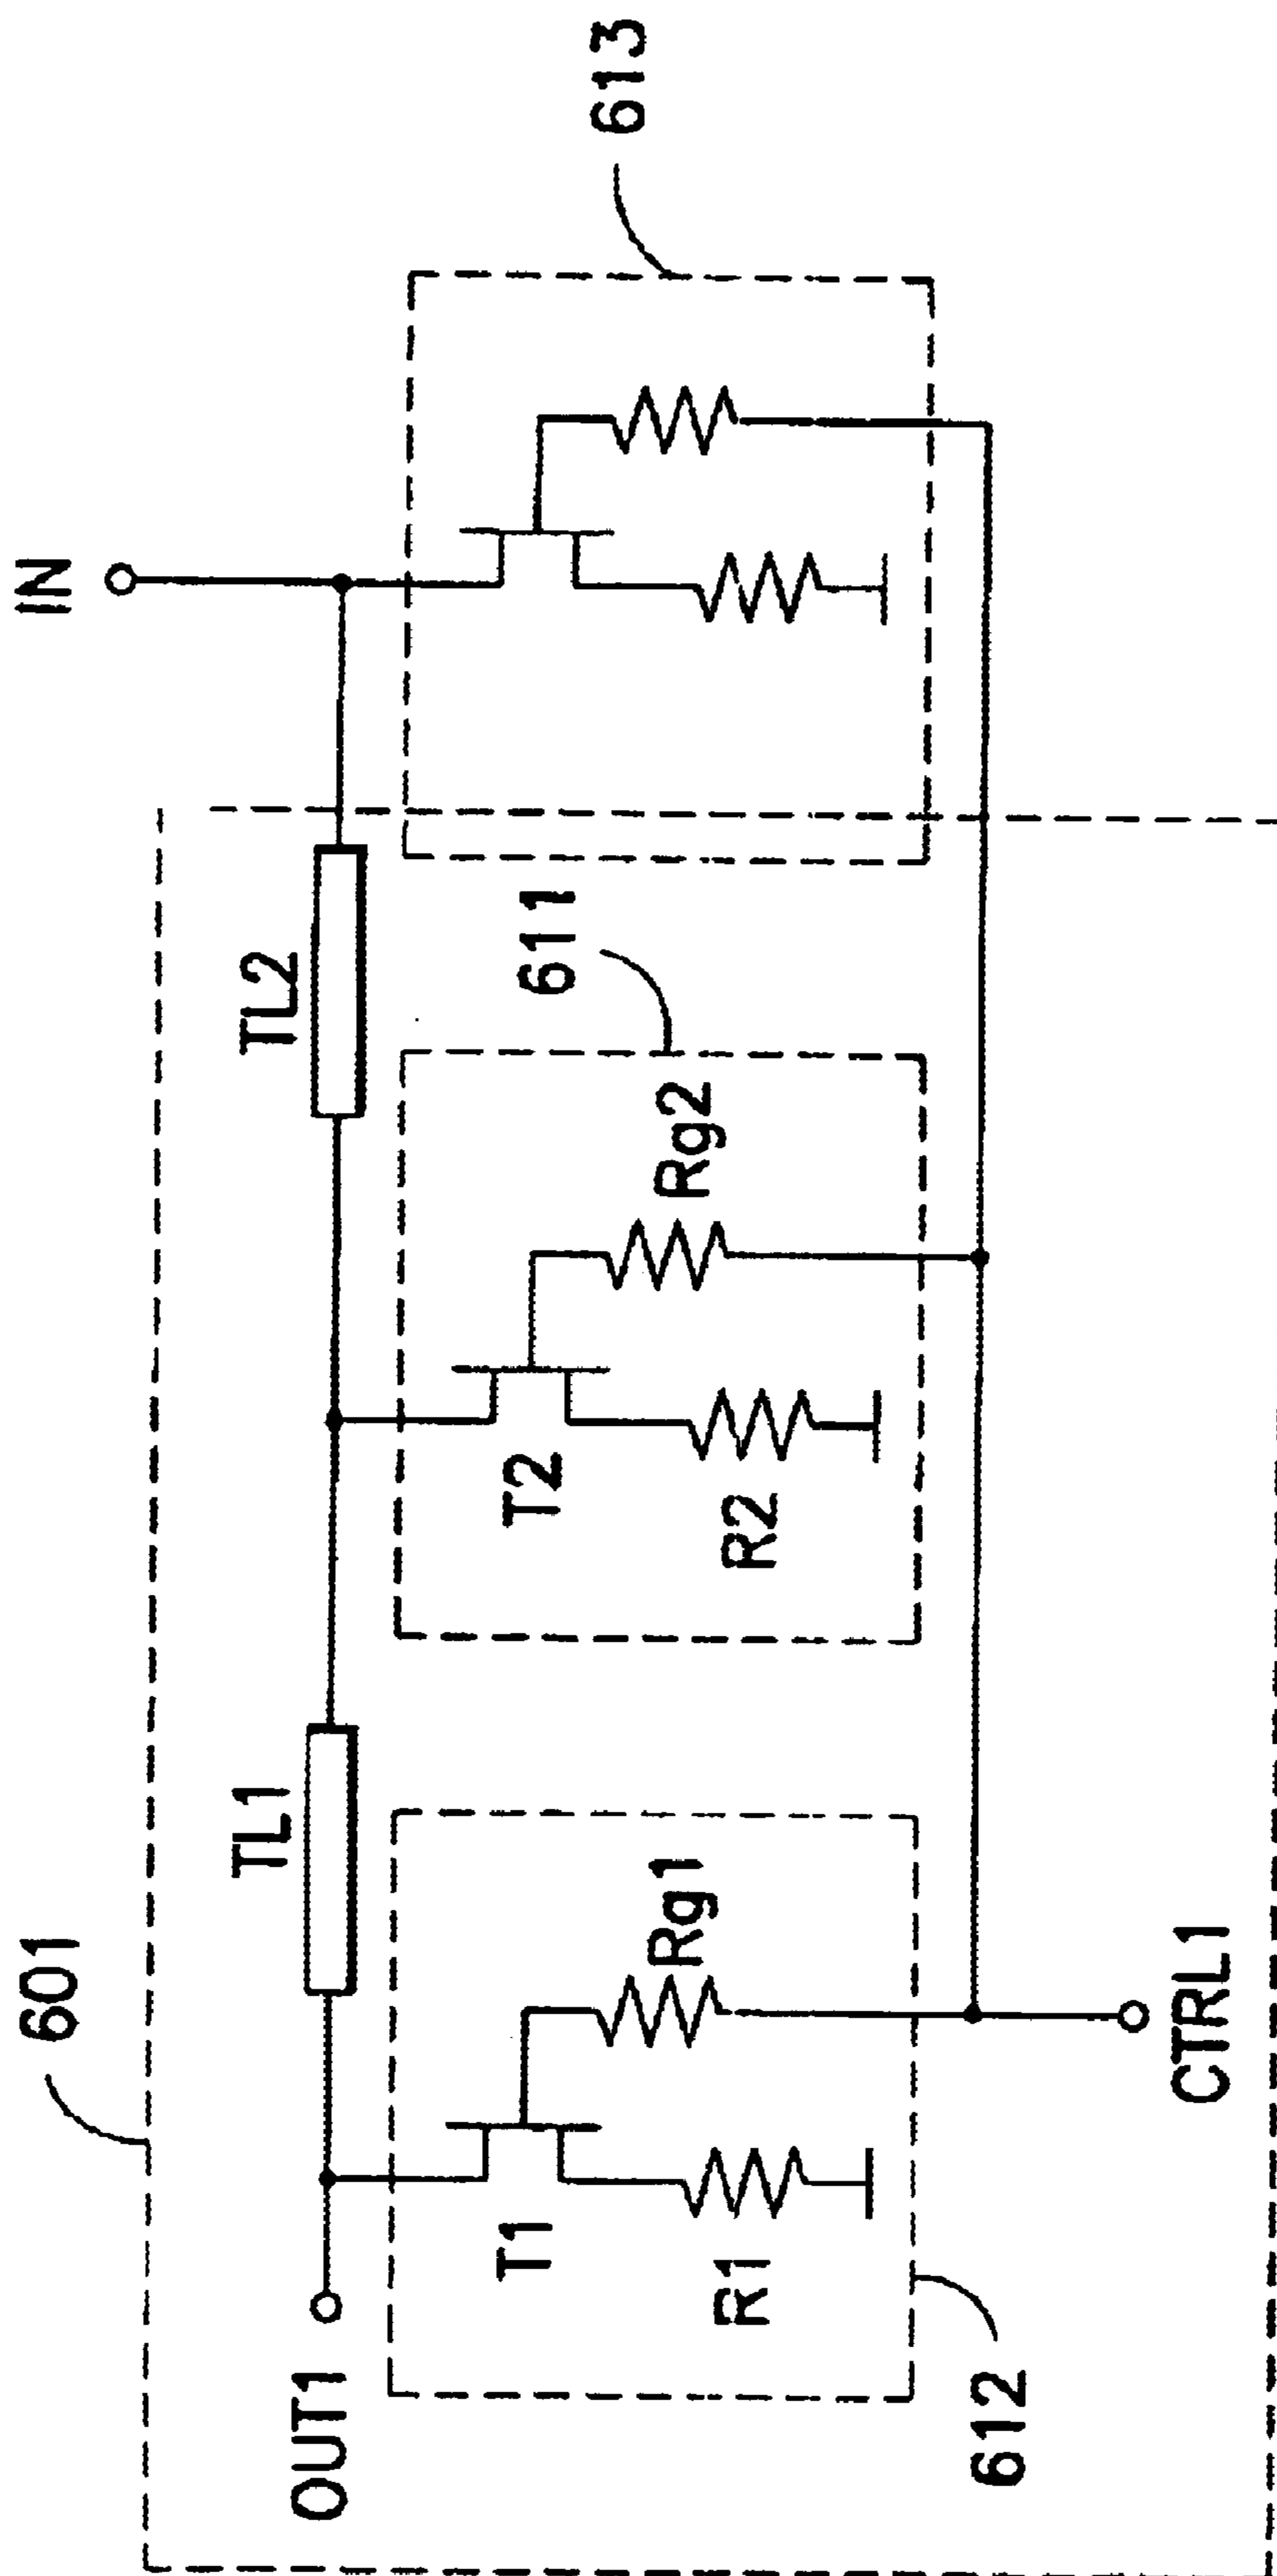 601
OUT1
TL1
TL2
IN
T1
Rg1
R1
612
T2
Rg2
R2
611
613
CTRL1